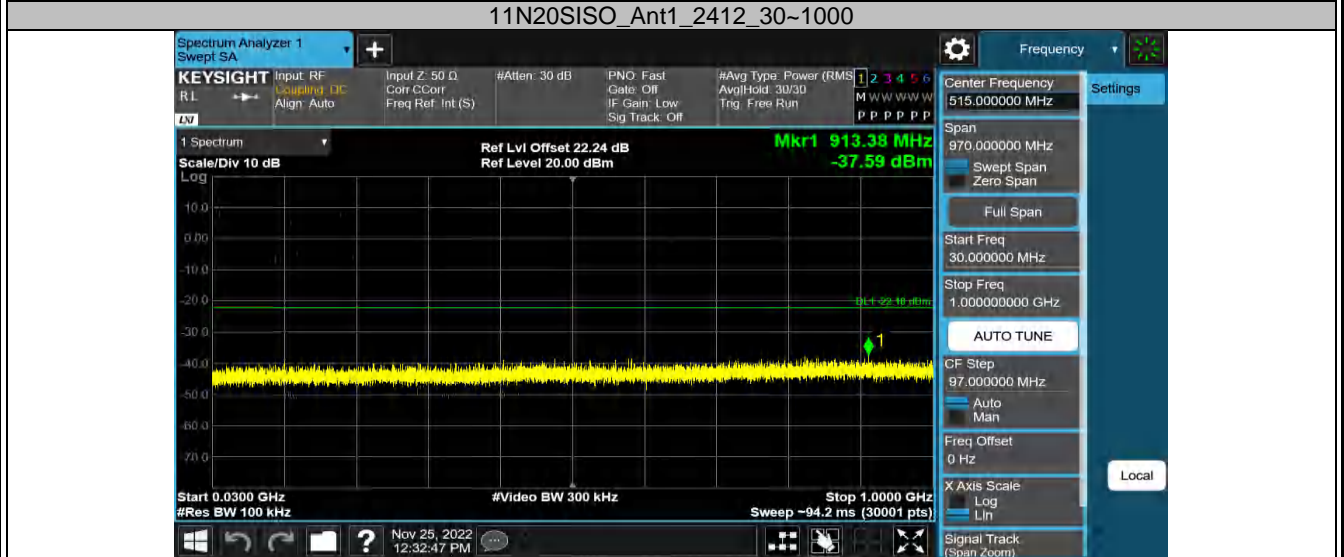 11N20SISO_Ant1_2412_30~1000
Spectrum Analyzer 1
Swept SA
+
Frequency
KEYSIGHT
RL
LXI
Input: RF
Coupling: DC
Align: Auto
Input Z: 50 Ω
Corr CCorr
Freq Ref: Int (S)
#Atten: 30 dB
PNO: Fast
Gate: Off
IF Gain: Low
Sig Track: Off
#Avg Type: Power (RMS
Avg|Hold: 30/30
Trig: Free Run
1 2 3 4 5 6
M W W W W W
P P P P P P
1 Spectrum
Scale/Div 10 dB
Log
Ref Lvl Offset 22.24 dB
Ref Level 20.00 dBm
Mkr1 913.38 MHz
-37.59 dBm
10.0
0.00
-10.0
-20.0
DL1 -22.18 dBm
-30.0
1
-40.0
-50.0
-60.0
-70.0
Start 0.0300 GHz
#Res BW 100 kHz
#Video BW 300 kHz
Stop 1.0000 GHz
Sweep ~94.2 ms (30001 pts)
Nov 25, 2022
12:32:47 PM
?
Center Frequency
515.000000 MHz
Settings
Span
970.000000 MHz
Swept Span
Zero Span
Full Span
Start Freq
30.000000 MHz
Stop Freq
1.000000000 GHz
AUTO TUNE
CF Step
97.000000 MHz
Auto
Man
Freq Offset
0 Hz
X Axis Scale
Log
Lin
Local
Signal Track
(Span Zoom)